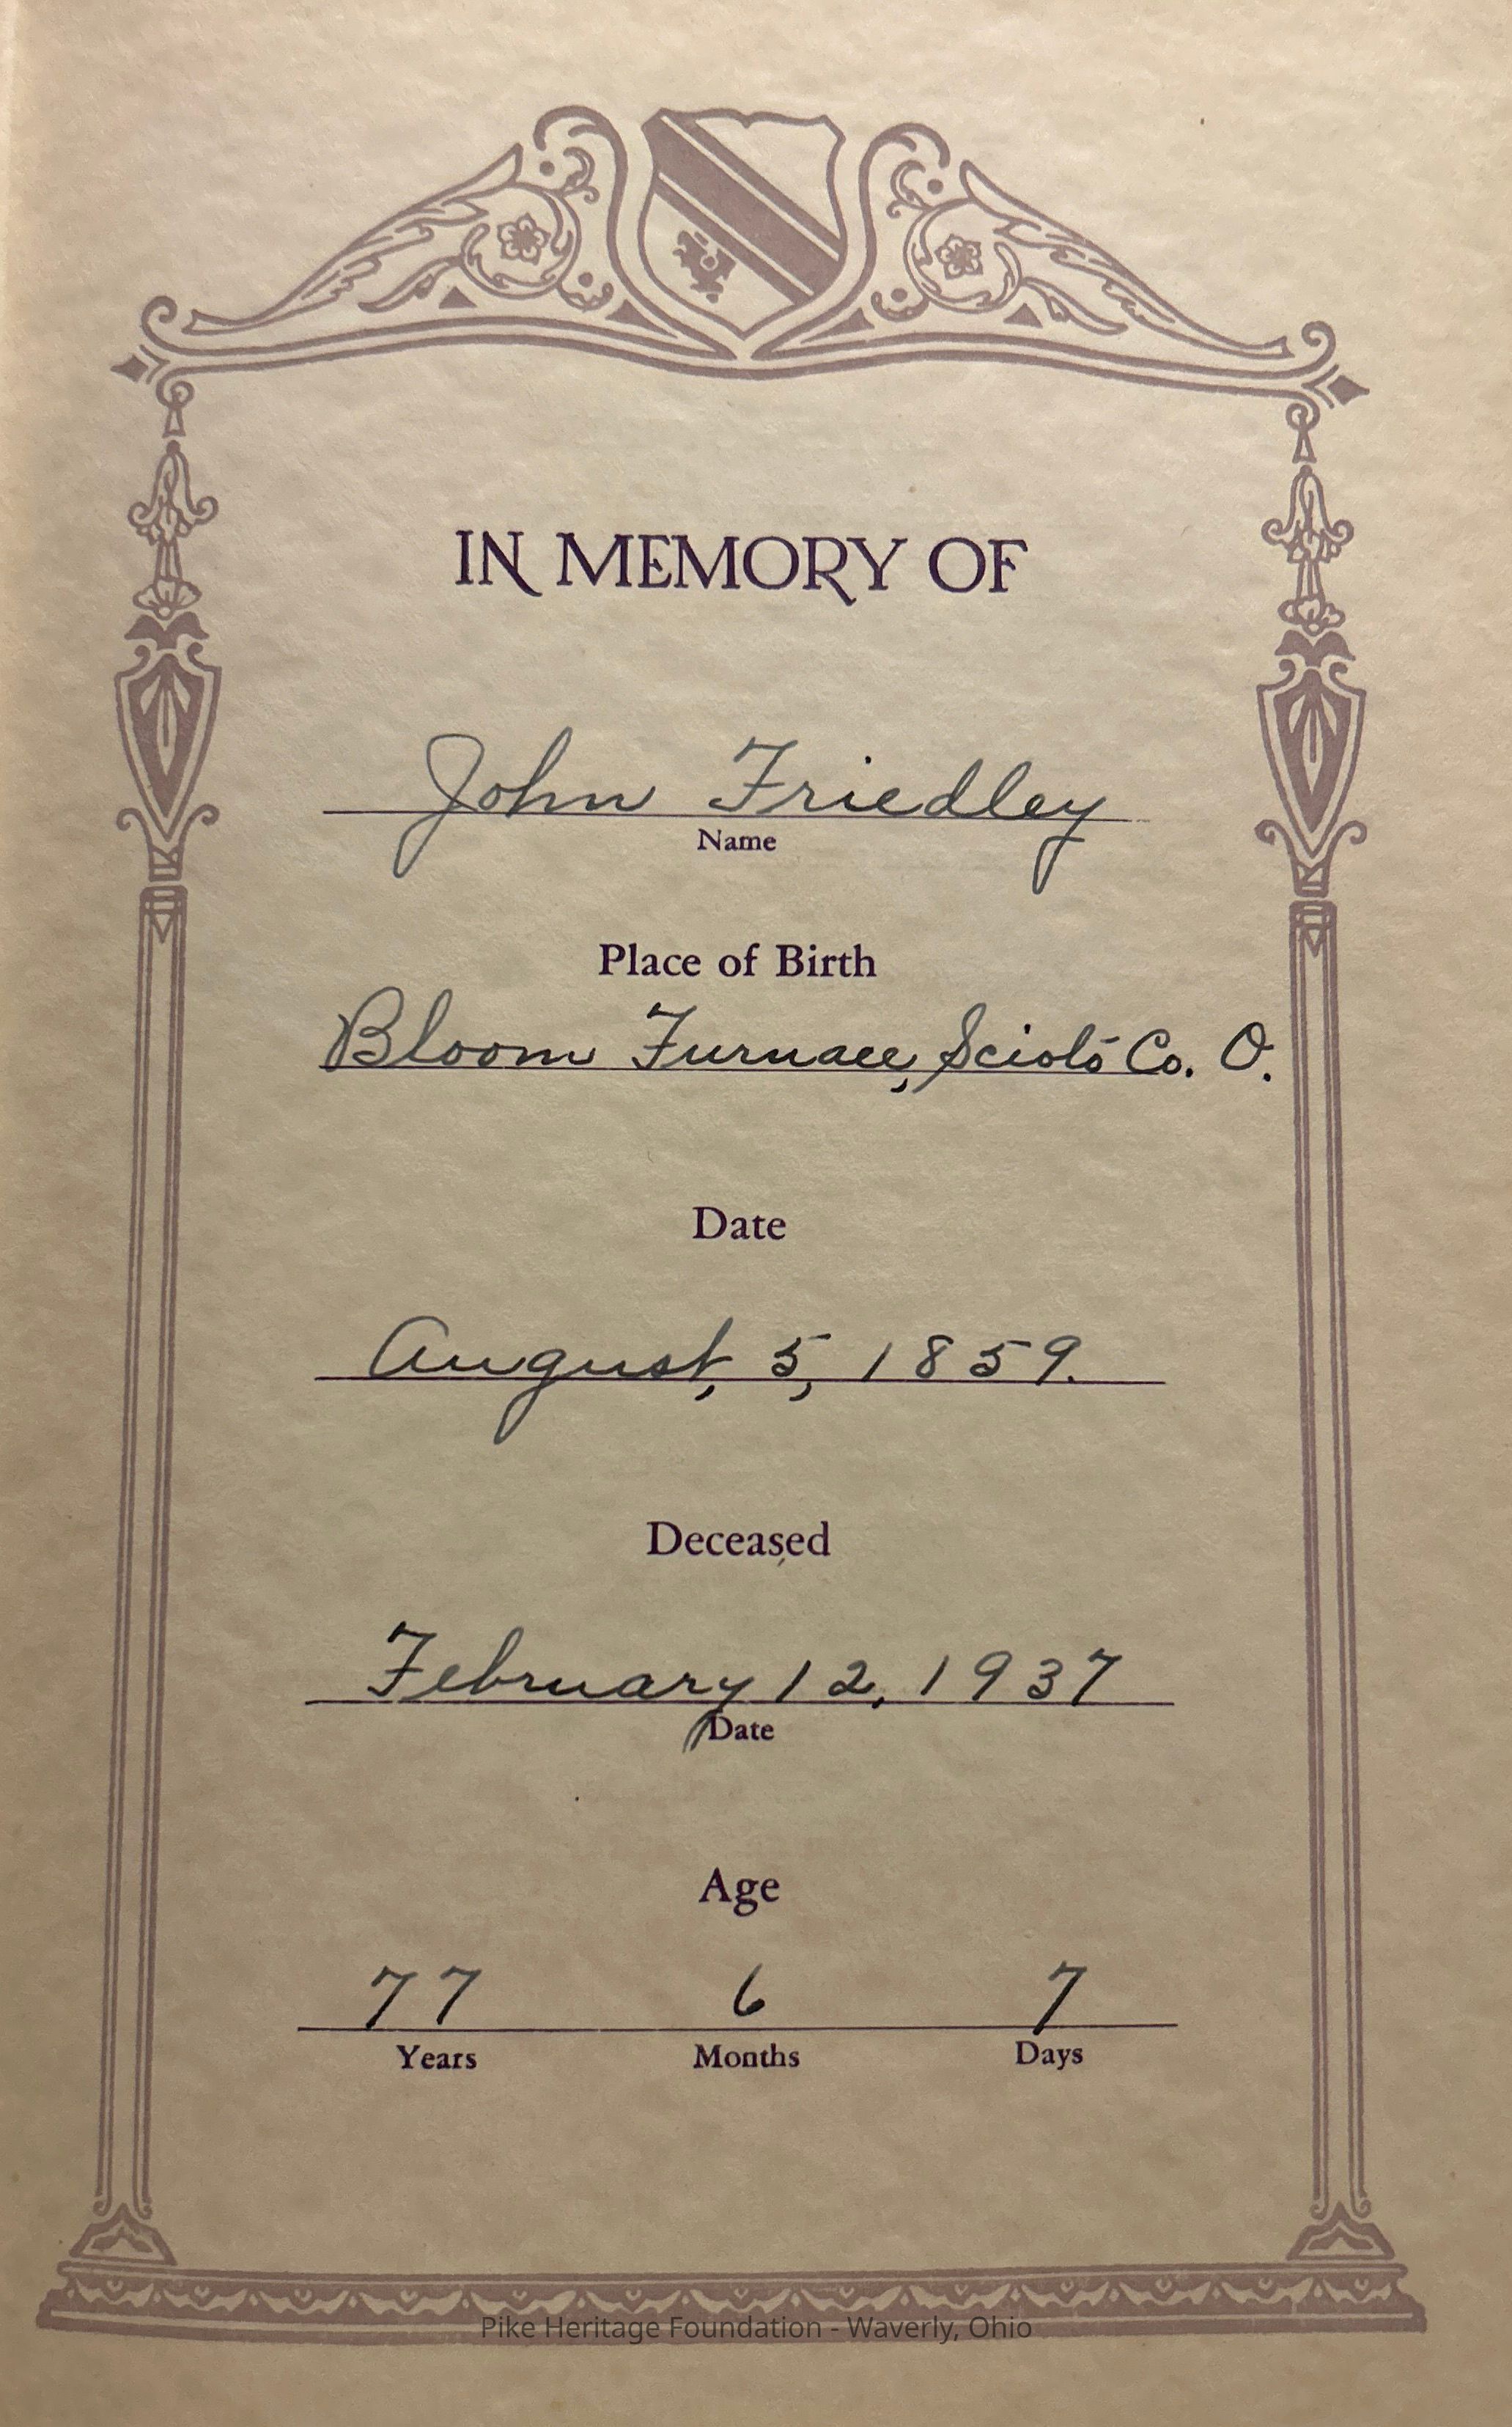 IN MEMORY OF
John Friedley
Name
Place of Birth
Bloom Furnace, Scioto Co. O.
Date
August, 5, 1859.
Deceased
February 12, 1937
Date
Age
77 6 7
Years Months Days
Pike Heritage Foundation - Waverly, Ohio